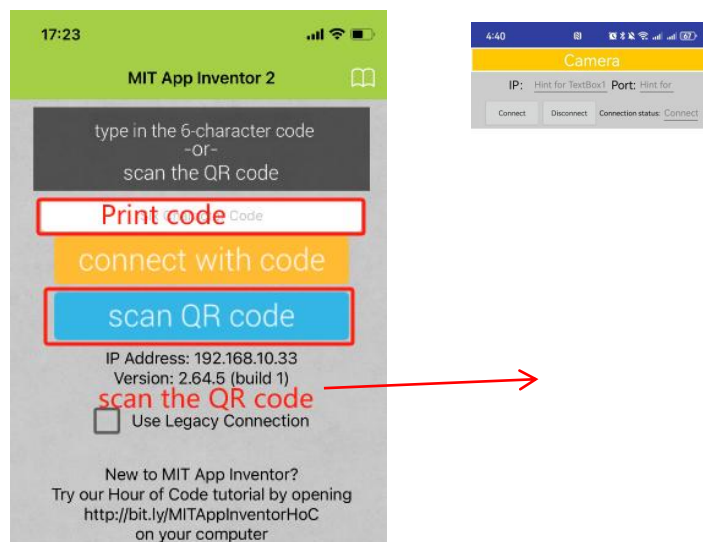 17:23
MIT App Inventor 2
type in the 6-character code
-or-
scan the QR code
Print code
Code
connect with code
scan QR code
IP Address: 192.168.10.33
Version: 2.64.5 (build 1)
scan the QR code
Use Legacy Connection
New to MIT App Inventor?
Try our Hour of Code tutorial by opening
http://bit.ly/MITAppInventorHoC
on your computer
4:40
67
Camera
IP: Hint for TextBox1 Port: Hint for
Connect Disconnect Connection status: Connect